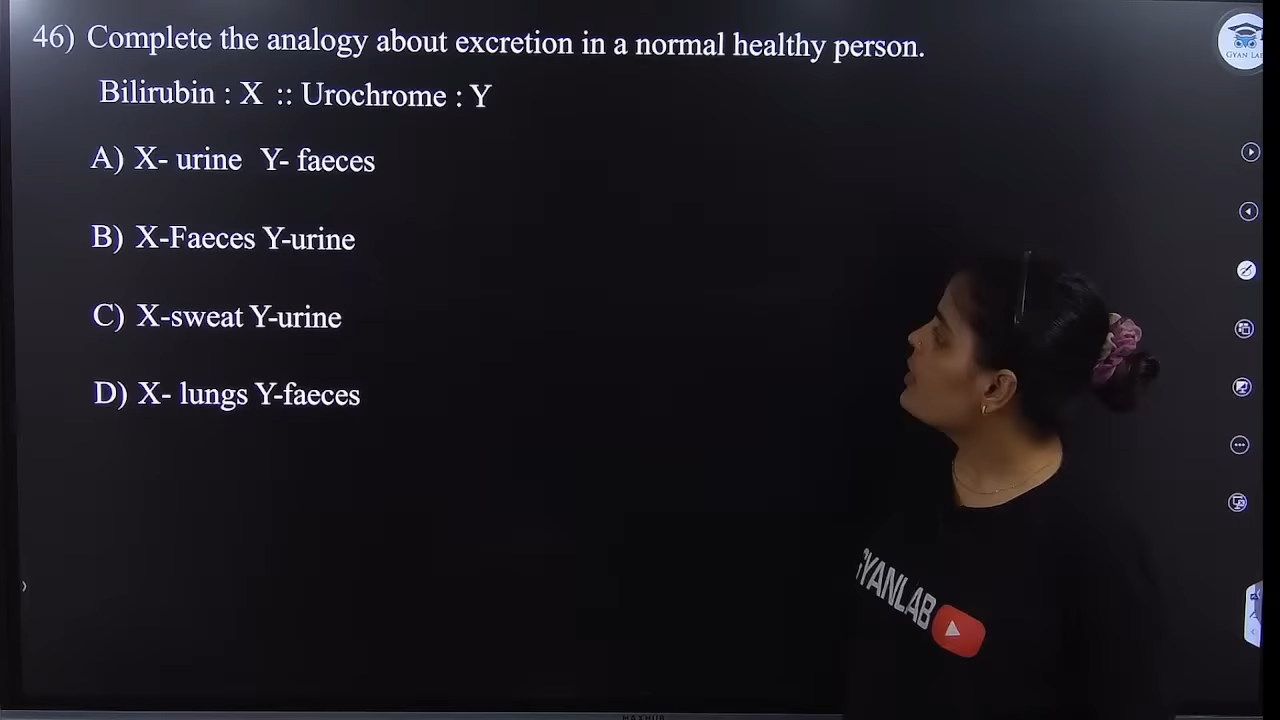 46) Complete the analogy about excretion in a normal healthy person.
Bilirubin : X :: Urochrome : Y
A) X- urine Y- faeces
B) X-Faeces Y-urine
C) X-sweat Y-urine
D) X- lungs Y-faeces
GYANLAB